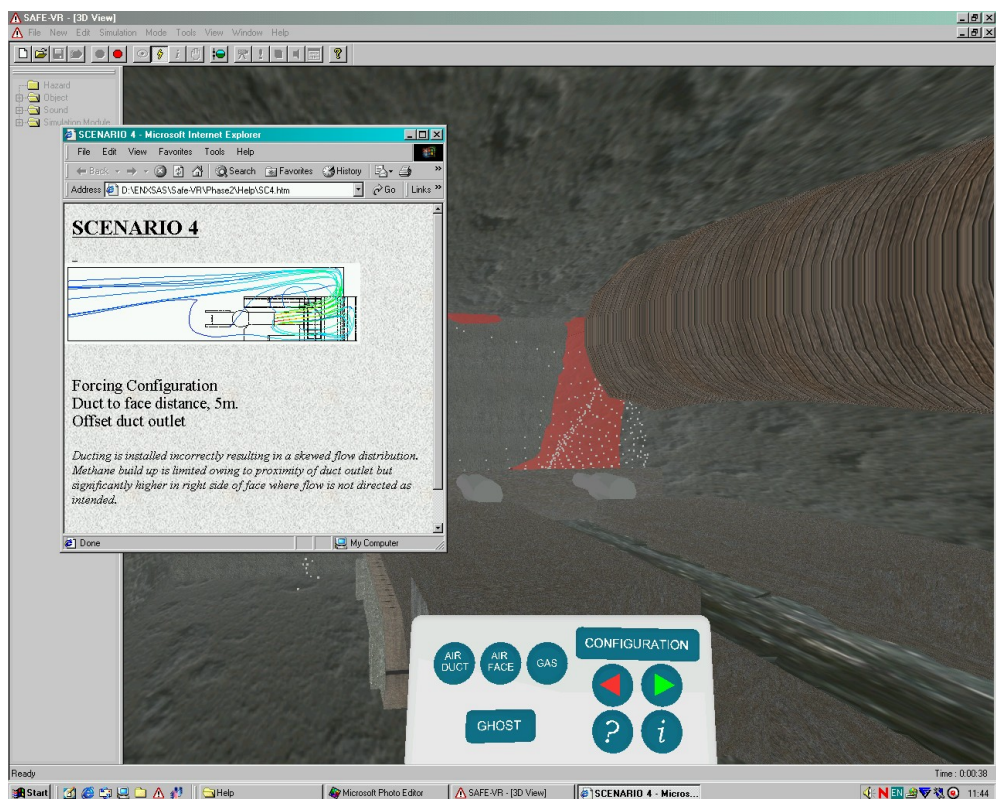 SAFE-VR - [3D View]
File New Edit Simulation Mode Tools View Window Help
Hazard
Object
Sound
Simulation Module
SCENARIO 4 - Microsoft Internet Explorer
File Edit View Favorites Tools Help
Back Search Favorites History »
Address D:\ENXSAS\Safe-VR\Phase2\Help\SC4.htm Go Links »
SCENARIO 4
Forcing Configuration
Duct to face distance, 5m.
Offset duct outlet
Ducting is installed incorrectly resulting in a skewed flow distribution.
Methane build up is limited owing to proximity of duct outlet but
significantly higher in right side of face where flow is not directed as
intended.
Done My Computer
AIR DUCT
AIR FACE
GAS
CONFIGURATION
GHOST
?
i
Ready Time : 0:00:38
Start Help Microsoft Photo Editor SAFE-VR - [3D View] SCENARIO 4 - Micros... N EN 11:44